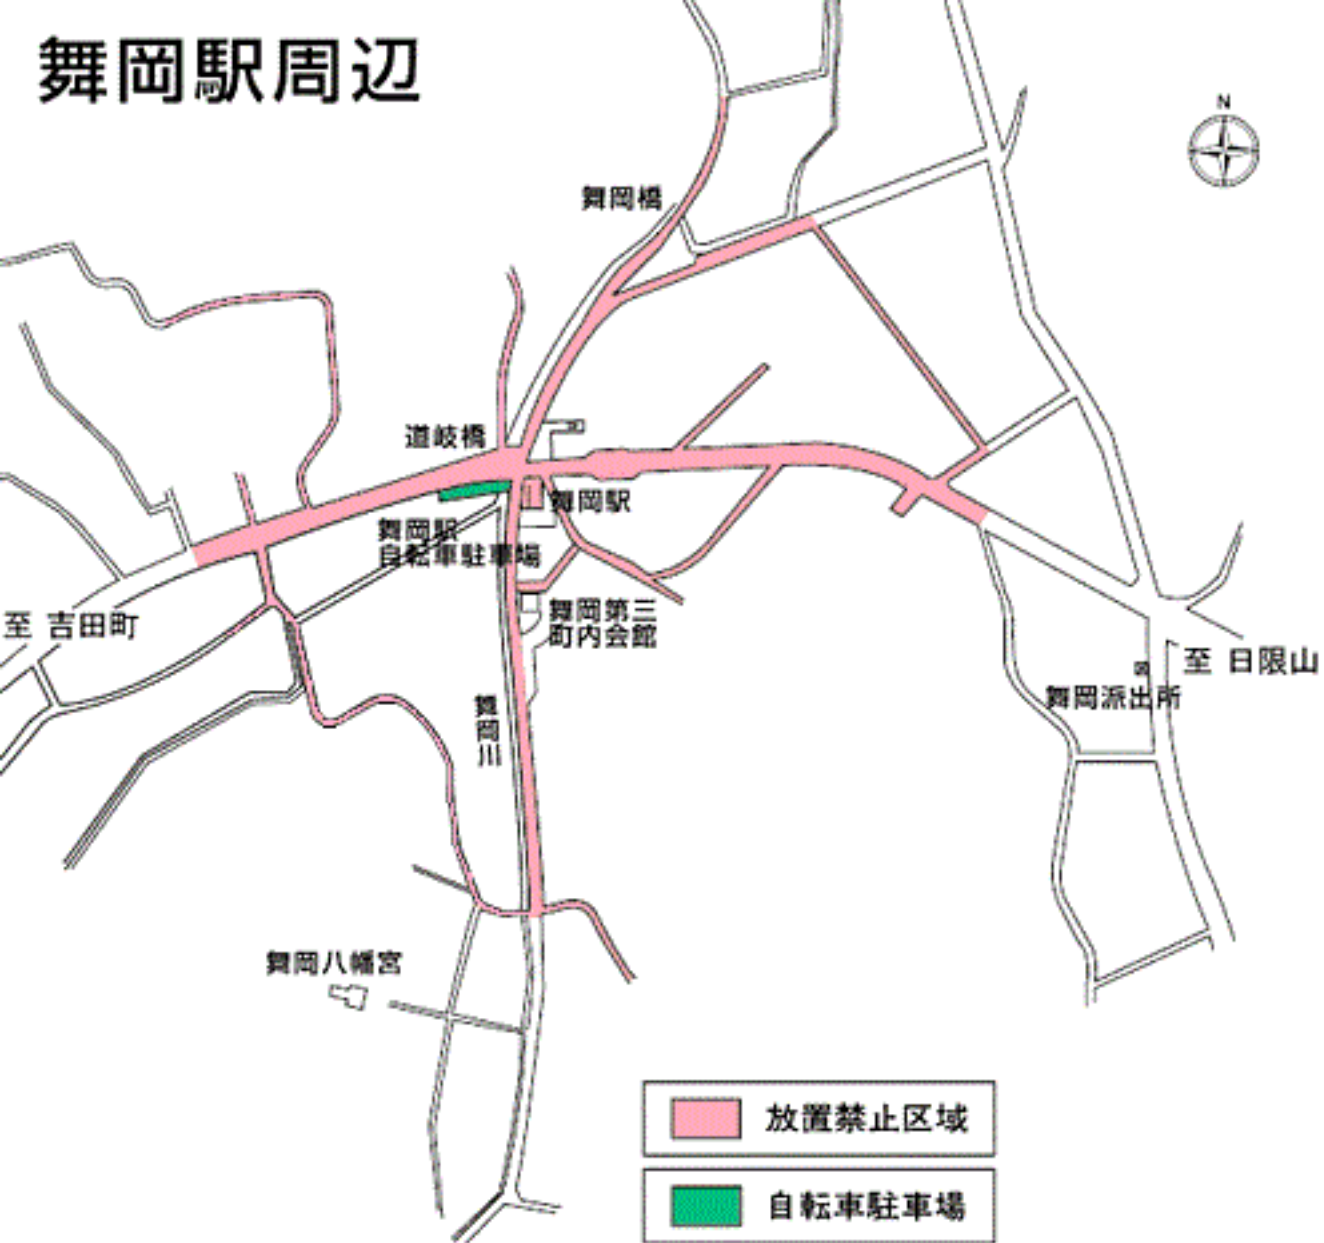 舞岡駅周辺
N
舞岡橋
道岐橋
舞岡駅
舞岡駅
自転車駐車場
舞岡第三
町内会館
至 吉田町
至 日限山
舞岡派出所
舞岡川
舞岡八幡宮
放置禁止区域
自転車駐車場